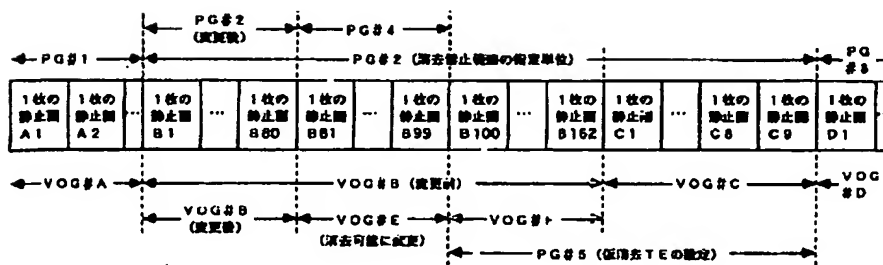 PG#2
(変更後)
PG#4
PG#1
PG#2 (消去禁止範囲の指定単位)
PG
#3
1枚の
静止画
A1
1枚の
静止画
A2
…
1枚の
静止画
B1
…
1枚の
静止画
B80
1枚の
静止画
B81
…
1枚の
静止画
B99
1枚の
静止画
B100
…
1枚の
静止画
B162
1枚の
静止画
C1
…
1枚の
静止画
C8
1枚の
静止画
C9
1枚の
静止画
D1
VOG#A
VOG#B (変更前)
VOG#C
VOG
#D
VOG#B
(変更後)
VOG#E
(消去可能に変更)
VOG#F
PG#5 (仮消去TEの設定)